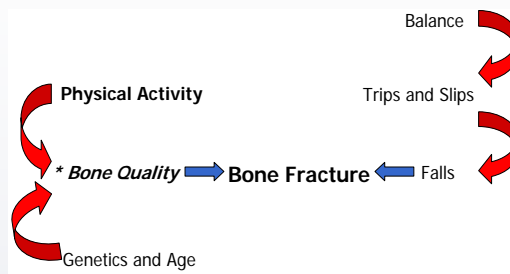 Balance
Physical Activity
Trips and Slips
* Bone Quality
Bone Fracture
Falls
Genetics and Age